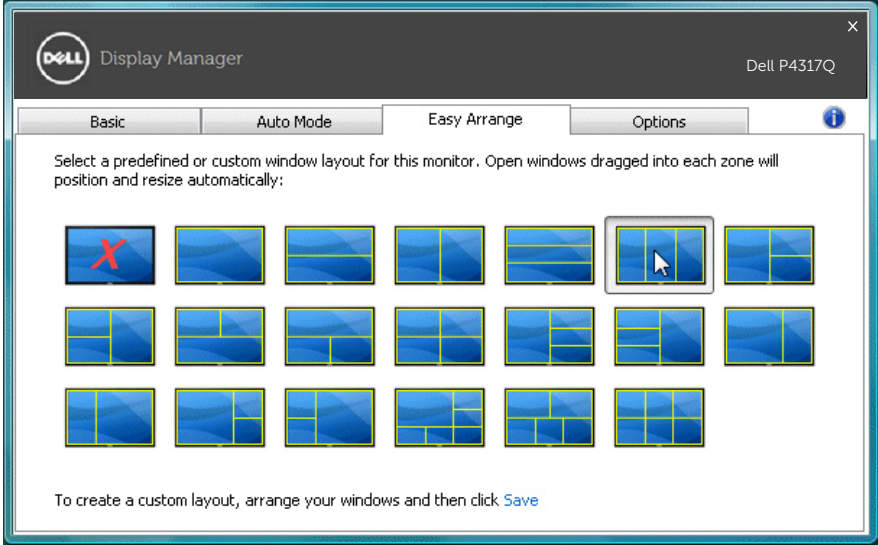 X
DELL Display Manager
Dell P4317Q
Basic Auto Mode Easy Arrange Options i
Select a predefined or custom window layout for this monitor. Open windows dragged into each zone will
position and resize automatically:
X
To create a custom layout, arrange your windows and then click Save